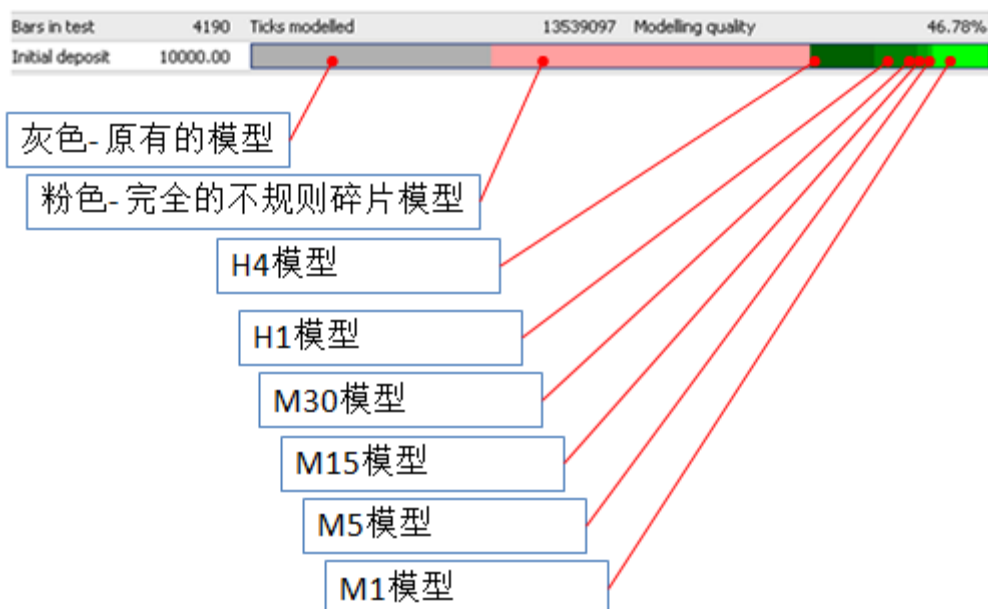 Bars in test 4190 Ticks modelled 13539097 Modelling quality 46.78%
Initial deposit 10000.00
灰色-原有的模型
粉色-完全的不规则碎片模型
H4模型
H1模型
M30模型
M15模型
M5模型
M1模型